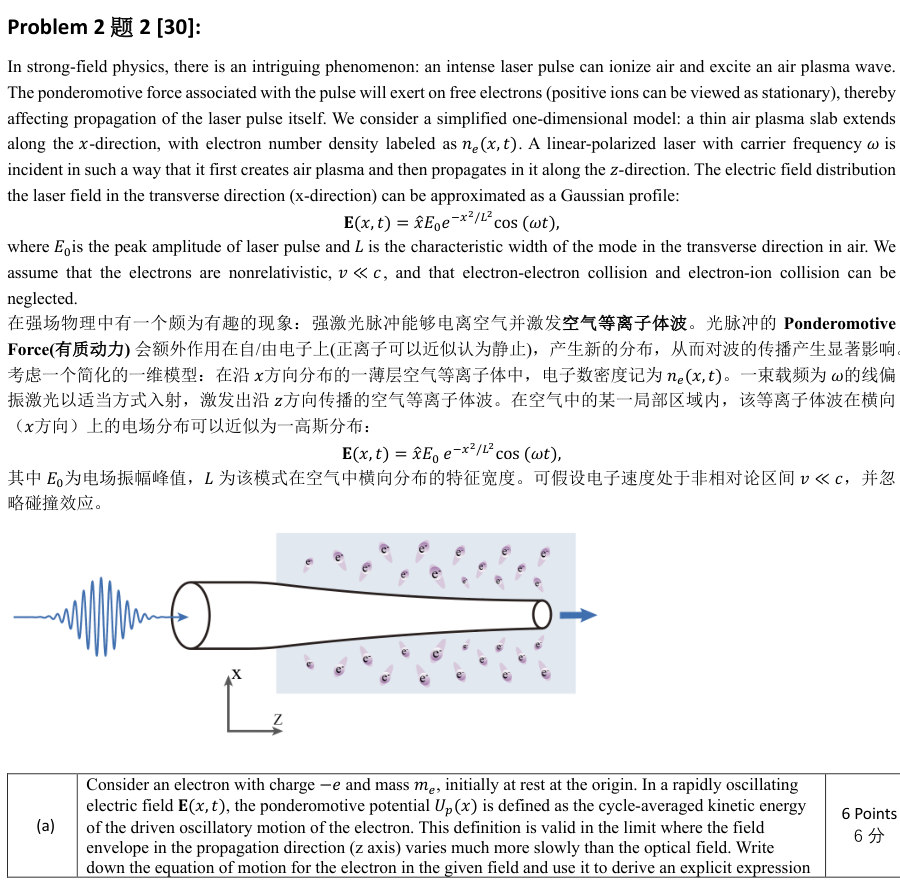 Problem 2 题 2 [30]:
In strong-field physics, there is an intriguing phenomenon: an intense laser pulse can ionize air and excite an air plasma wave.
The ponderomotive force associated with the pulse will exert on free electrons (positive ions can be viewed as stationary), thereby
affecting propagation of the laser pulse itself. We consider a simplified one-dimensional model: a thin air plasma slab extends
along the x-direction, with electron number density labeled as nₑ(x, t). A linear-polarized laser with carrier frequency ω is
incident in such a way that it first creates air plasma and then propagates in it along the z-direction. The electric field distribution
the laser field in the transverse direction (x-direction) can be approximated as a Gaussian profile:
E(x, t) = x̂E₀e^{−x²/L²}cos (ωt),
where E₀is the peak amplitude of laser pulse and L is the characteristic width of the mode in the transverse direction in air. We
assume that the electrons are nonrelativistic, v ≪ c, and that electron-electron collision and electron-ion collision can be
neglected.
在强场物理中有一个颇为有趣的现象：强激光脉冲能够电离空气并激发空气等离子体波。光脉冲的 Ponderomotive
Force(有质动力) 会额外作用在自/由电子上(正离子可以近似认为静止)，产生新的分布，从而对波的传播产生显著影响。
考虑一个简化的一维模型：在沿 x方向分布的一薄层空气等离子体中，电子数密度记为 nₑ(x, t)。一束载频为 ω的线偏
振激光以适当方式入射，激发出沿 z方向传播的空气等离子体波。在空气中的某一局部区域内，该等离子体波在横向
（x方向）上的电场分布可以近似为一高斯分布：
E(x, t) = x̂E₀ e^{−x²/L²}cos (ωt),
其中 E₀为电场振幅峰值，L 为该模式在空气中横向分布的特征宽度。可假设电子速度处于非相对论区间 v ≪ c，并忽
略碰撞效应。
x
z
(a)
Consider an electron with charge −e and mass mₑ, initially at rest at the origin. In a rapidly oscillating
electric field E(x, t), the ponderomotive potential Uₚ(x) is defined as the cycle-averaged kinetic energy
of the driven oscillatory motion of the electron. This definition is valid in the limit where the field
envelope in the propagation direction (z axis) varies much more slowly than the optical field. Write
down the equation of motion for the electron in the given field and use it to derive an explicit expression
6 Points
6 分